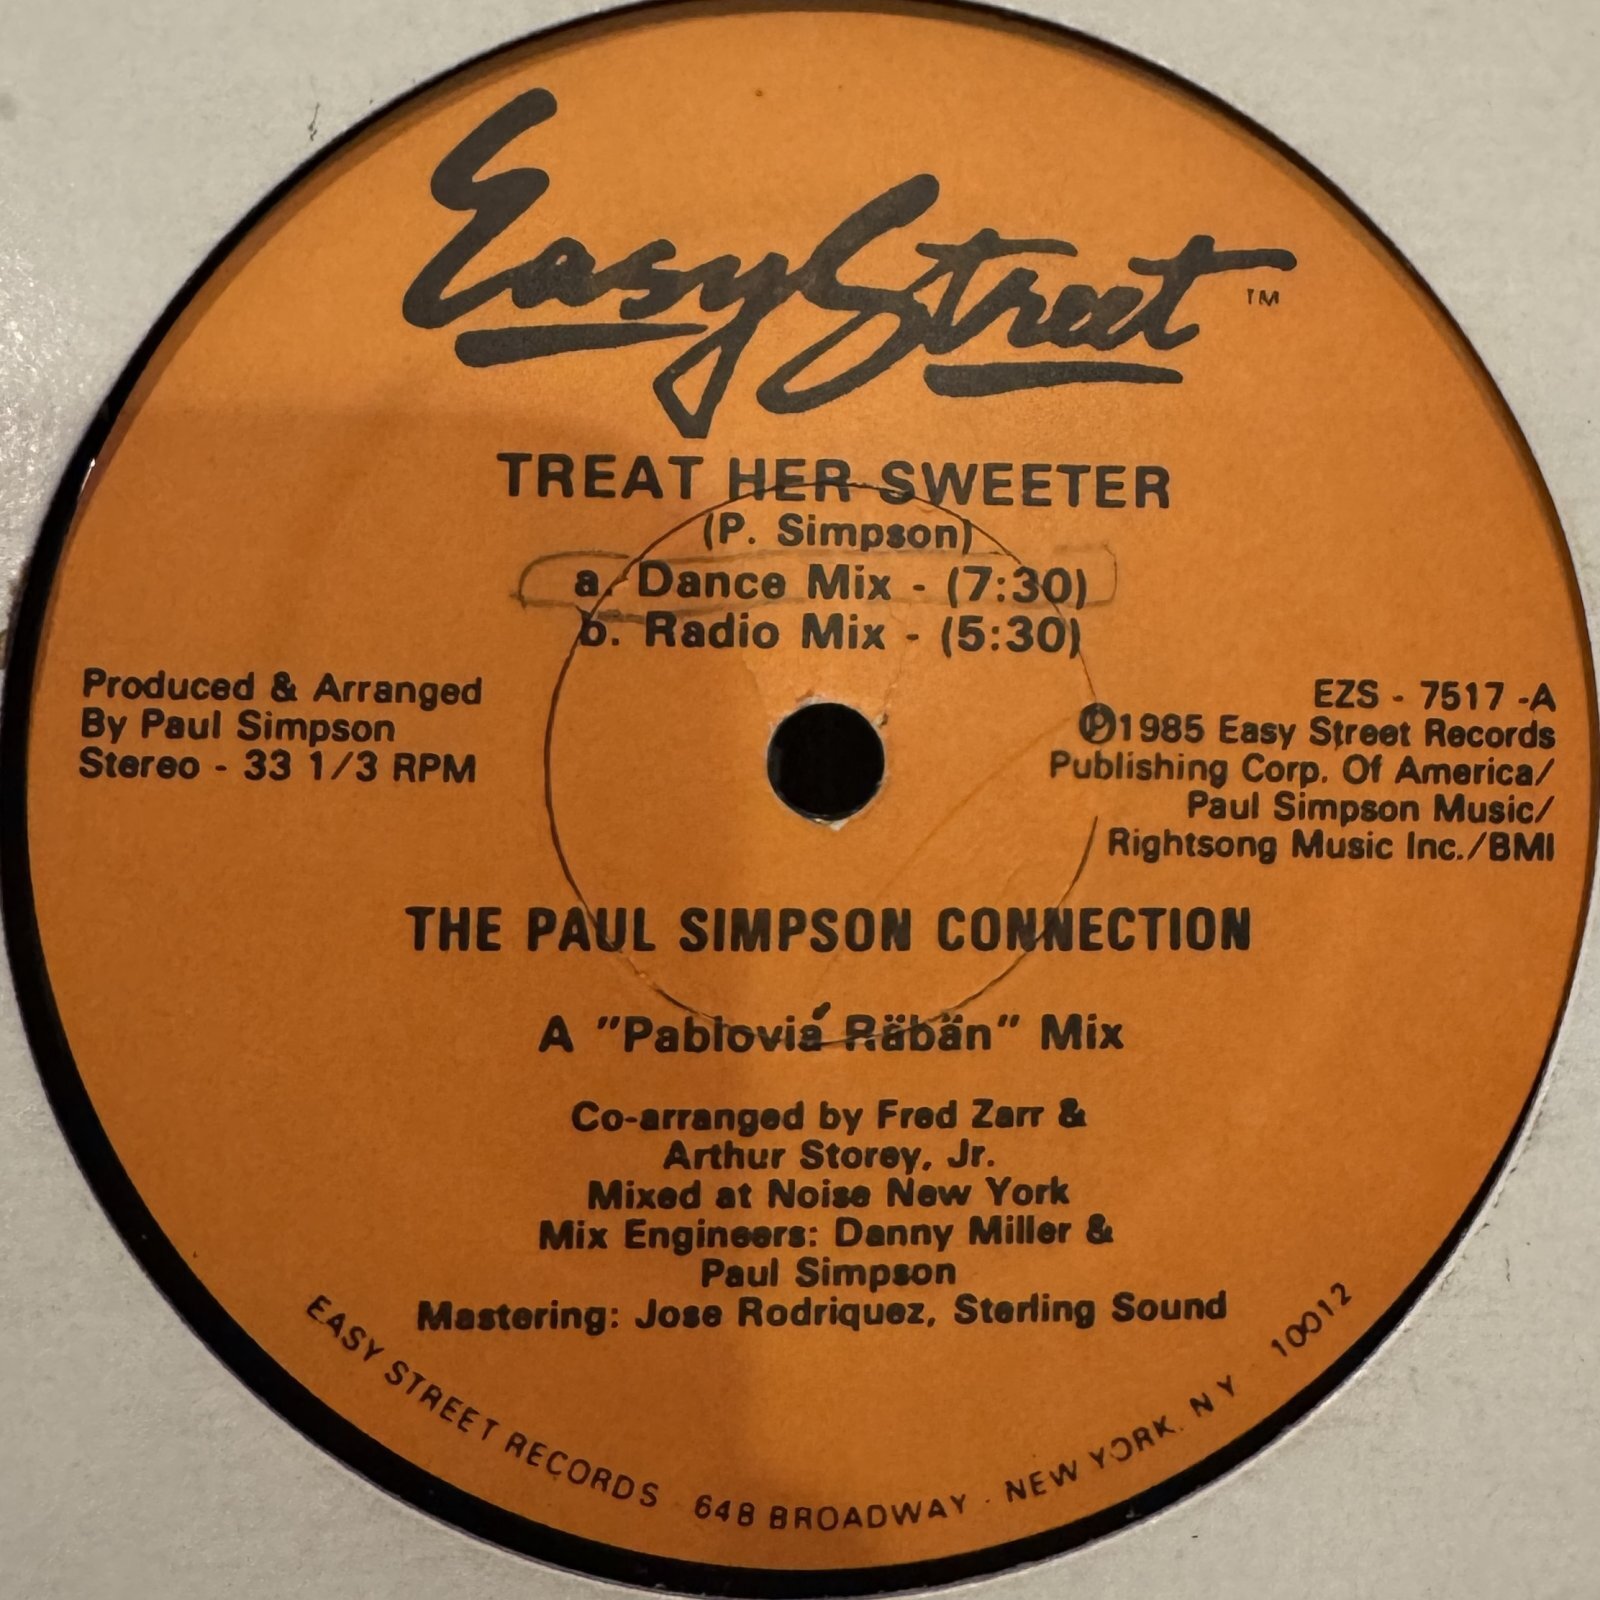 Easy Street ™
TREAT HER SWEETER
(P. Simpson)
a. Dance Mix - (7:30)
b. Radio Mix - (5:30)
Produced & Arranged
By Paul Simpson
Stereo - 33 1/3 RPM
EZS - 7517 -A
Ⓟ1985 Easy Street Records
Publishing Corp. Of America/
Paul Simpson Music/
Rightsong Music Inc./BMI
THE PAUL SIMPSON CONNECTION
A "Pabloviá Räbän" Mix
Co-arranged by Fred Zarr &
Arthur Storey, Jr.
Mixed at Noise New York
Mix Engineers: Danny Miller &
Paul Simpson
Mastering: Jose Rodriquez, Sterling Sound
EASY STREET RECORDS 648 BROADWAY · NEW YORK, N Y 10012